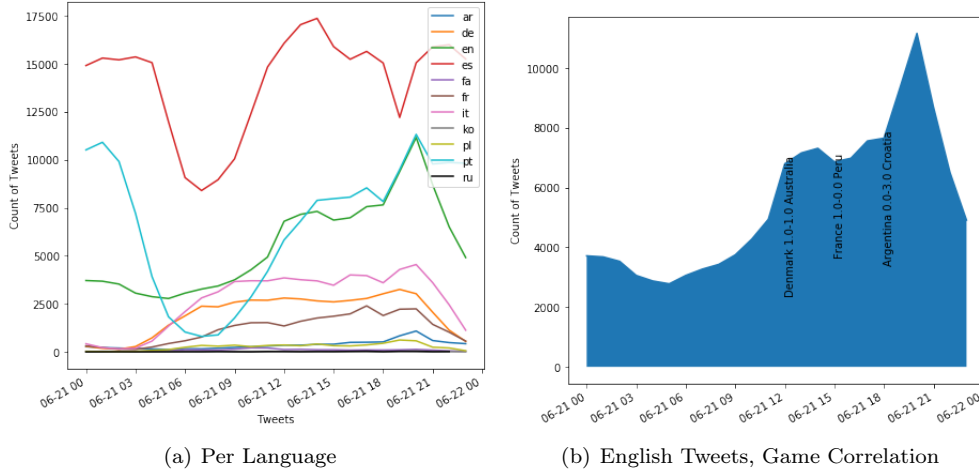 17500
15000
12500
10000
7500
5000
2500
0
Count of Tweets
ar
de
en
es
fa
fr
it
ko
pl
pt
ru
06-21 00
06-21 03
06-21 06
06-21 09
06-21 12
06-21 15
06-21 18
06-21 21
06-22 00
Tweets
(a) Per Language
10000
8000
6000
4000
2000
0
Count of Tweets
Denmark 1.0-1.0 Australia
France 1.0-0.0 Peru
Argentina 0.0-3.0 Croatia
06-21 00
06-21 03
06-21 06
06-21 09
06-21 12
06-21 15
06-21 18
06-21 21
06-22 00
(b) English Tweets, Game Correlation